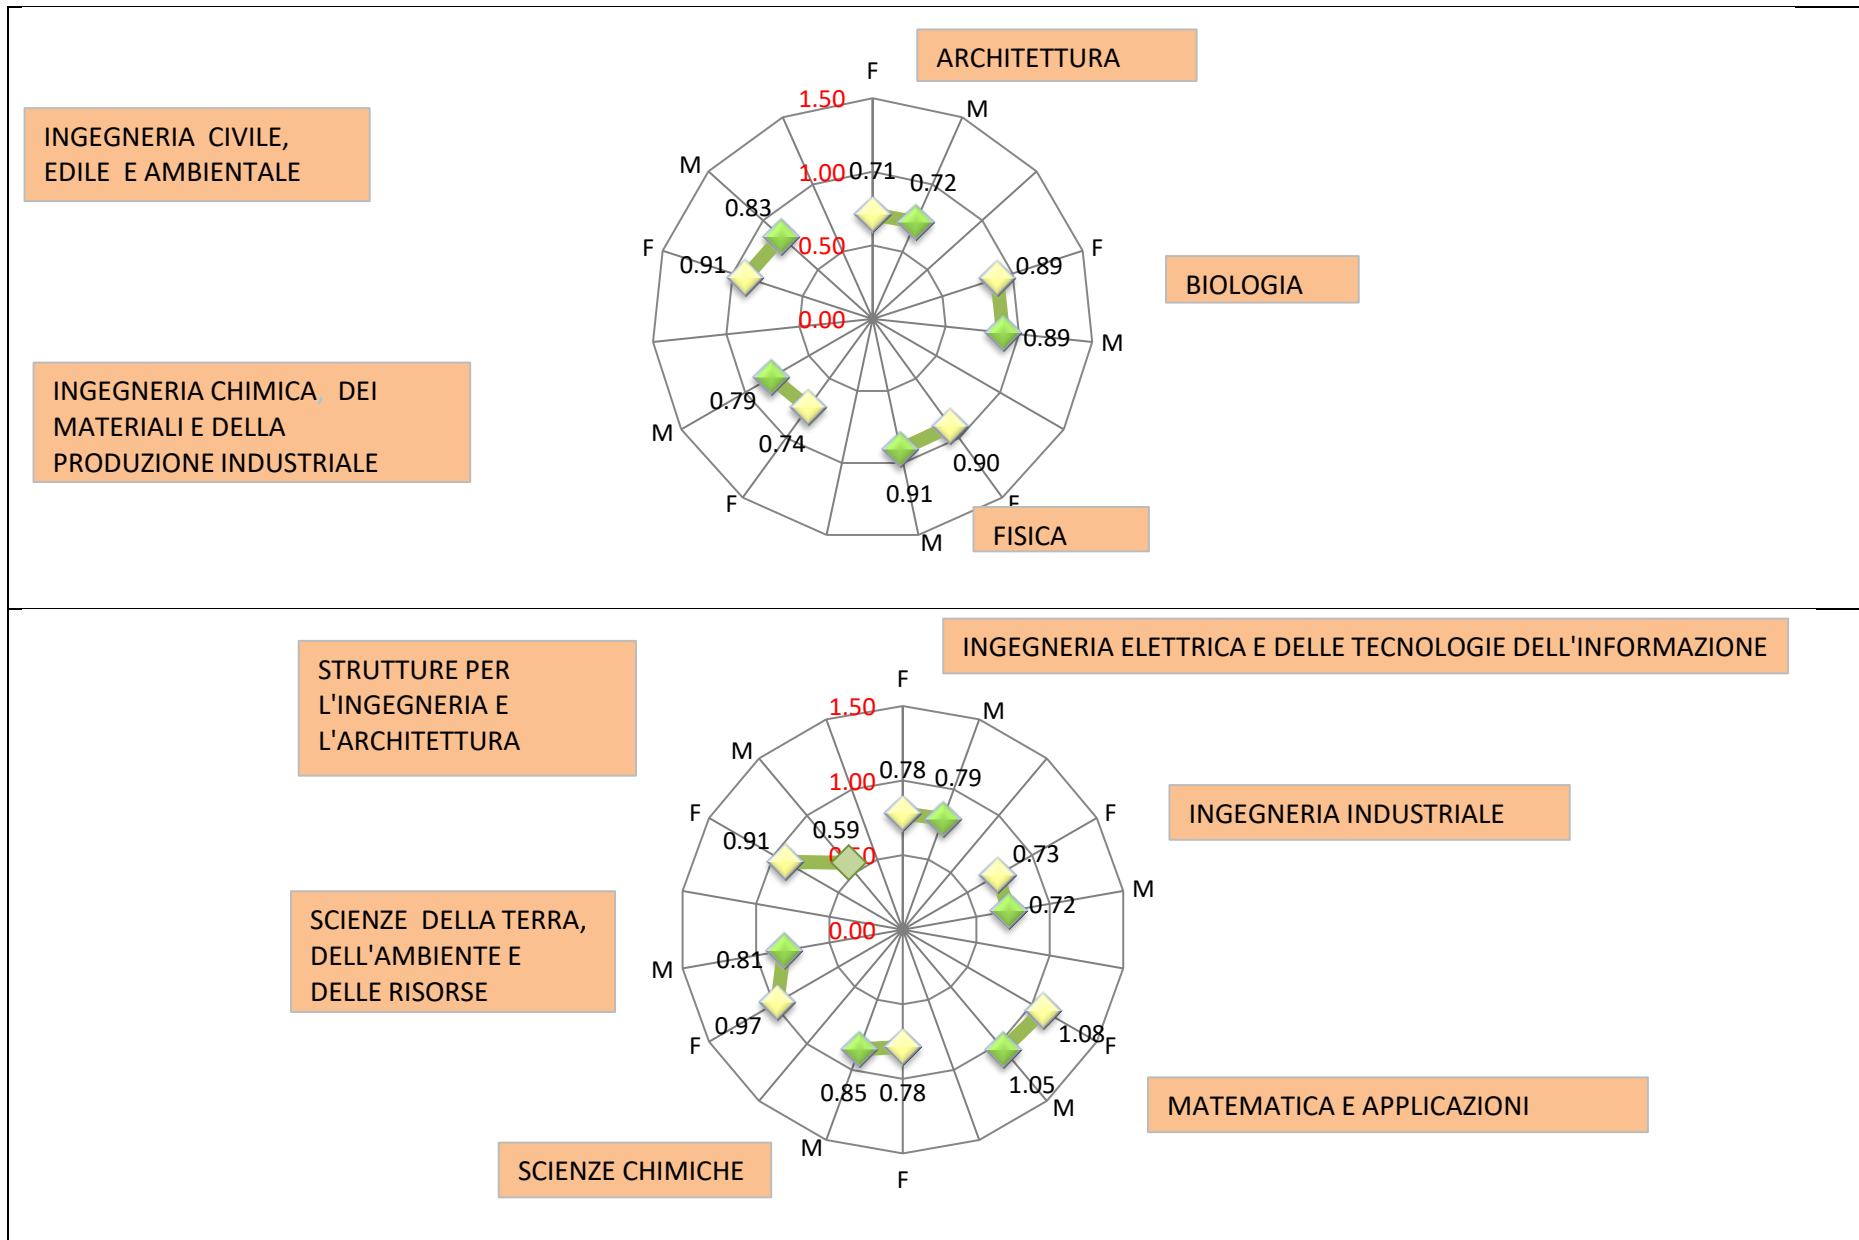 ARCHITETTURA
F
M
1.50
INGEGNERIA  CIVILE,
EDILE  E AMBIENTALE
M
1.00
0.71
0.72
0.83
F
0.91
0.50
0.89
F
BIOLOGIA
0.00
0.89
M
INGEGNERIA CHIMICA,  DEI
MATERIALI E DELLA
PRODUZIONE INDUSTRIALE
0.79
M
0.74
0.90
0.91
F
F
M
FISICA
INGEGNERIA ELETTRICA E DELLE TECNOLOGIE DELL'INFORMAZIONE
STRUTTURE PER
L'INGEGNERIA E
L'ARCHITETTURA
F
1.50
M
M
1.00
0.78
0.79
F
F
INGEGNERIA INDUSTRIALE
0.91
0.59
0.50
0.73
0.72
M
SCIENZE  DELLA TERRA,
DELL'AMBIENTE E
DELLE RISORSE
0.00
0.81
M
0.97
F
1.08
F
1.05
M
0.85
0.78
MATEMATICA E APPLICAZIONI
M
SCIENZE CHIMICHE
F